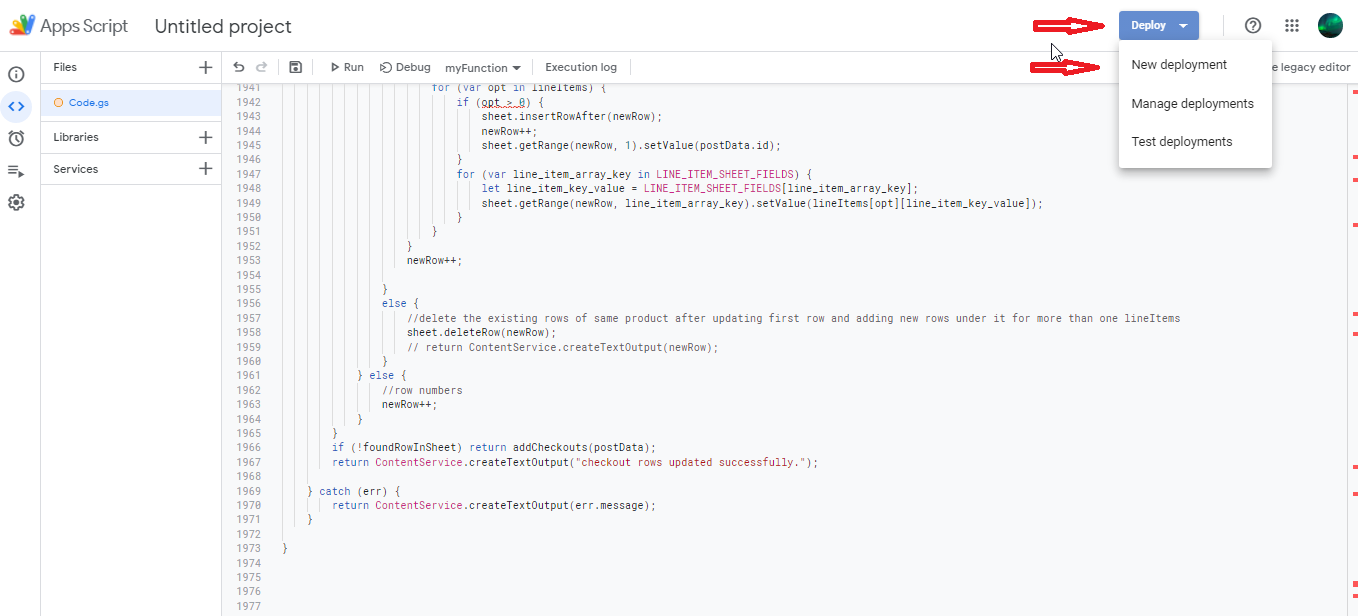 Apps Script Untitled project Deploy
Files Run Debug myFunction Execution log e legacy editor
New deployment
Manage deployments
Test deployments
Code.gs
Libraries
Services
1941 for (var opt in lineItems) {
1942 if (opt > 0) {
1943 sheet.insertRowAfter(newRow);
1944 newRow++;
1945 sheet.getRange(newRow, 1).setValue(postData.id);
1946 }
1947 for (var line_item_array_key in LINE_ITEM_SHEET_FIELDS) {
1948 let line_item_key_value = LINE_ITEM_SHEET_FIELDS[line_item_array_key];
1949 sheet.getRange(newRow, line_item_array_key).setValue(lineItems[opt][line_item_key_value]);
1950 }
1951 }
1952 }
1953 newRow++;
1954
1955 }
1956 else {
1957 //delete the existing rows of same product after updating first row and adding new rows under it for more than one lineItems
1958 sheet.deleteRow(newRow);
1959 // return ContentService.createTextOutput(newRow);
1960 }
1961 } else {
1962 //row numbers
1963 newRow++;
1964 }
1965 }
1966 if (!foundRowInSheet) return addCheckouts(postData);
1967 return ContentService.createTextOutput("checkout rows updated successfully.");
1968
1969 } catch (err) {
1970 return ContentService.createTextOutput(err.message);
1971 }
1972
1973 }
1974
1975
1976
1977